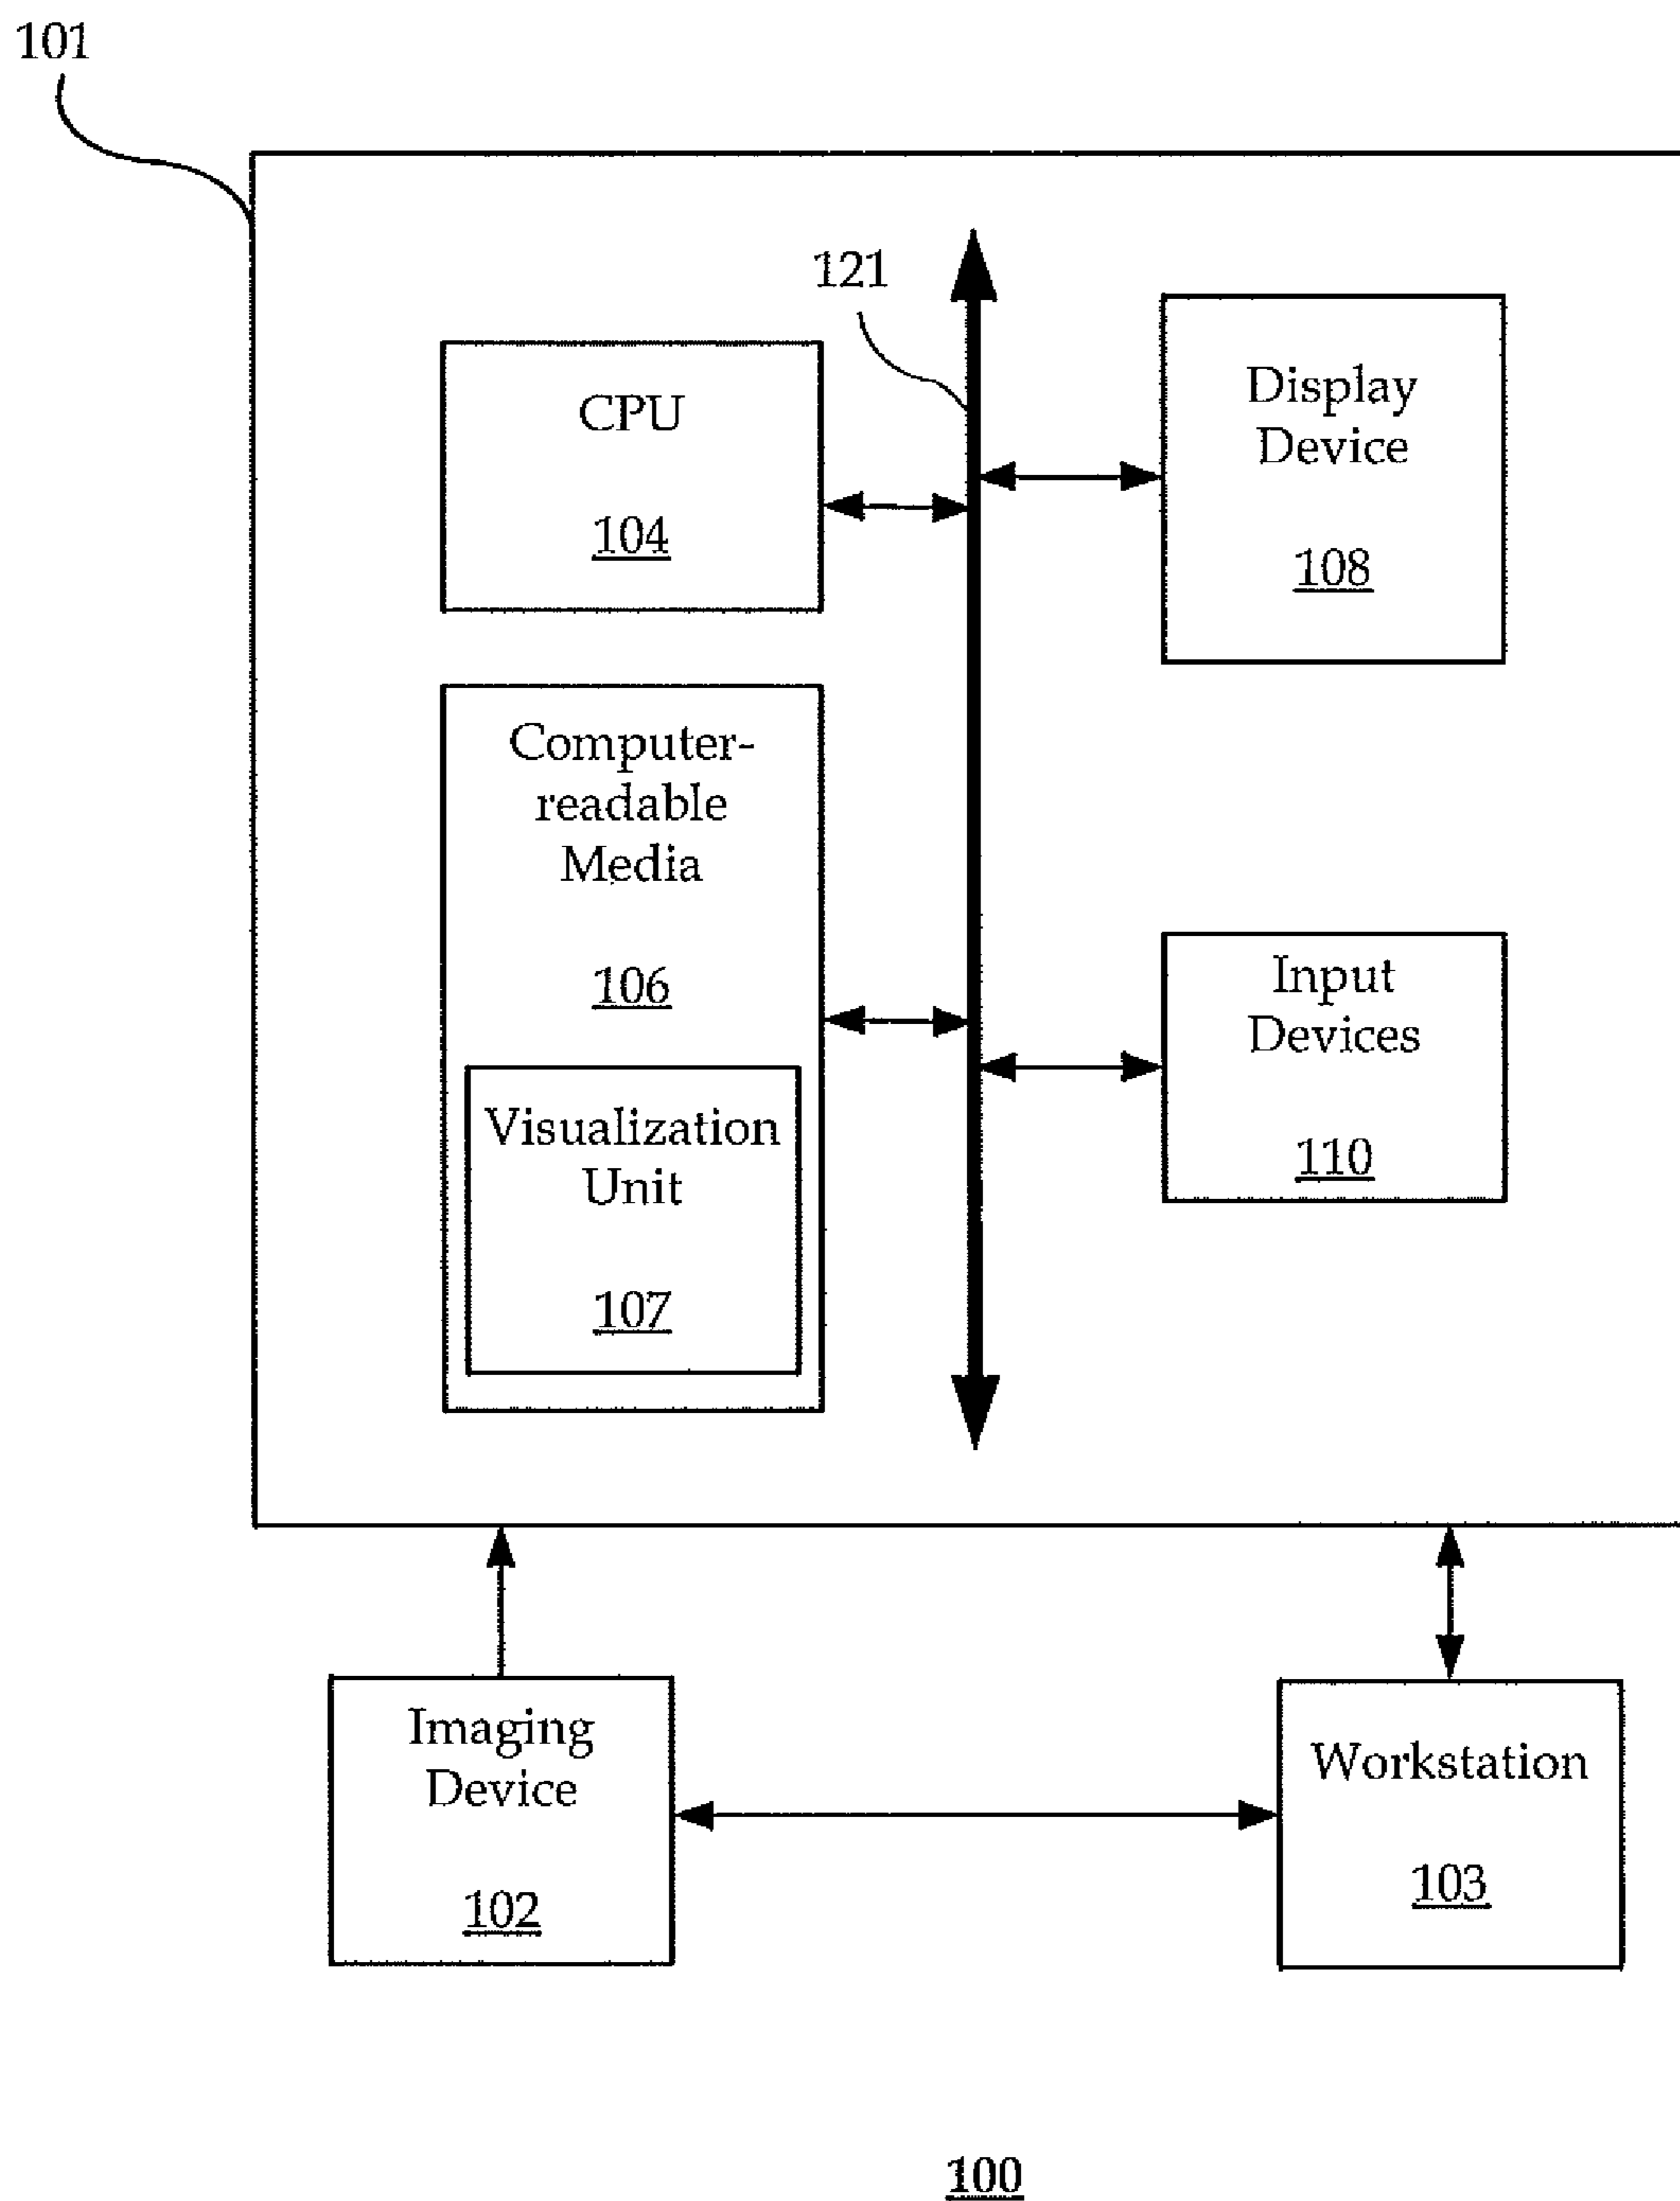 101
121
CPU
104
Display
Device
108
Computer-
readable
Media
106
Visualization
Unit
107
Input
Devices
110
Imaging
Device
102
Workstation
103
100